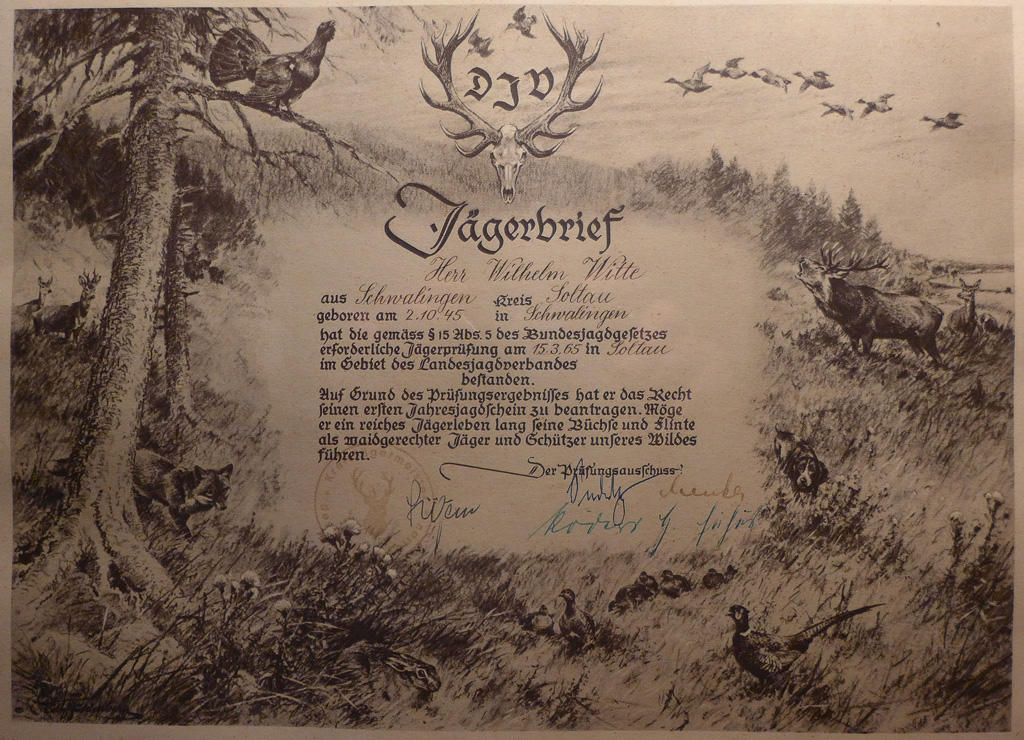 DJV
Jägerbrief
Herr Wilhelm Witte
aus Schwalingen Kreis Soltau
geboren am 2.10.45 in Schwalingen
hat die gemäss § 15 Abs. 5 des Bundesjagdgesetzes
erforderliche Jägerprüfung am 15.3.65 in Soltau
im Gebiet des Landesjagdverbandes
bestanden.
Auf Grund des Prüfungsergebnisses hat er das Recht
seinen ersten Jahresjagdschein zu beantragen. Möge
er ein reiches Jägerleben lang seine Büchse und Flinte
als waidgerechter Jäger und Schützer unseres Wildes
führen.
Der Prüfungsausschuss: